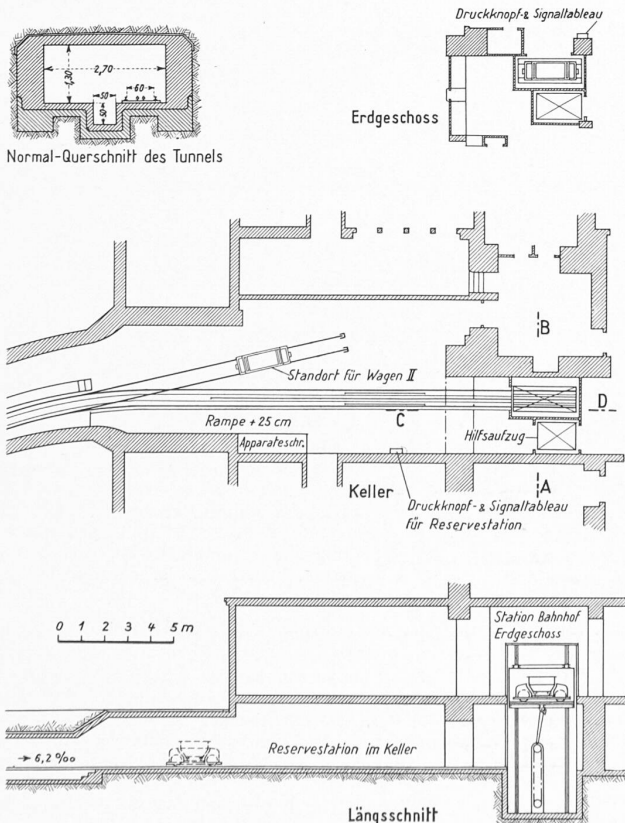 Druckknopf-& Signaltableau
2,70
1,30
60
50
50
Erdgeschoss
Normal-Querschnitt des Tunnels
B
Standort für Wagen II
C
D
Rampe + 25 cm
Apparateschr.
Hilfsaufzug
Keller
A
Druckknopf-& Signaltableau
für Reservestation
0 1 2 3 4 5 m
Station Bahnhof
Erdgeschoss
→ 6,2 ‰
Reservestation im Keller
Längsschnitt